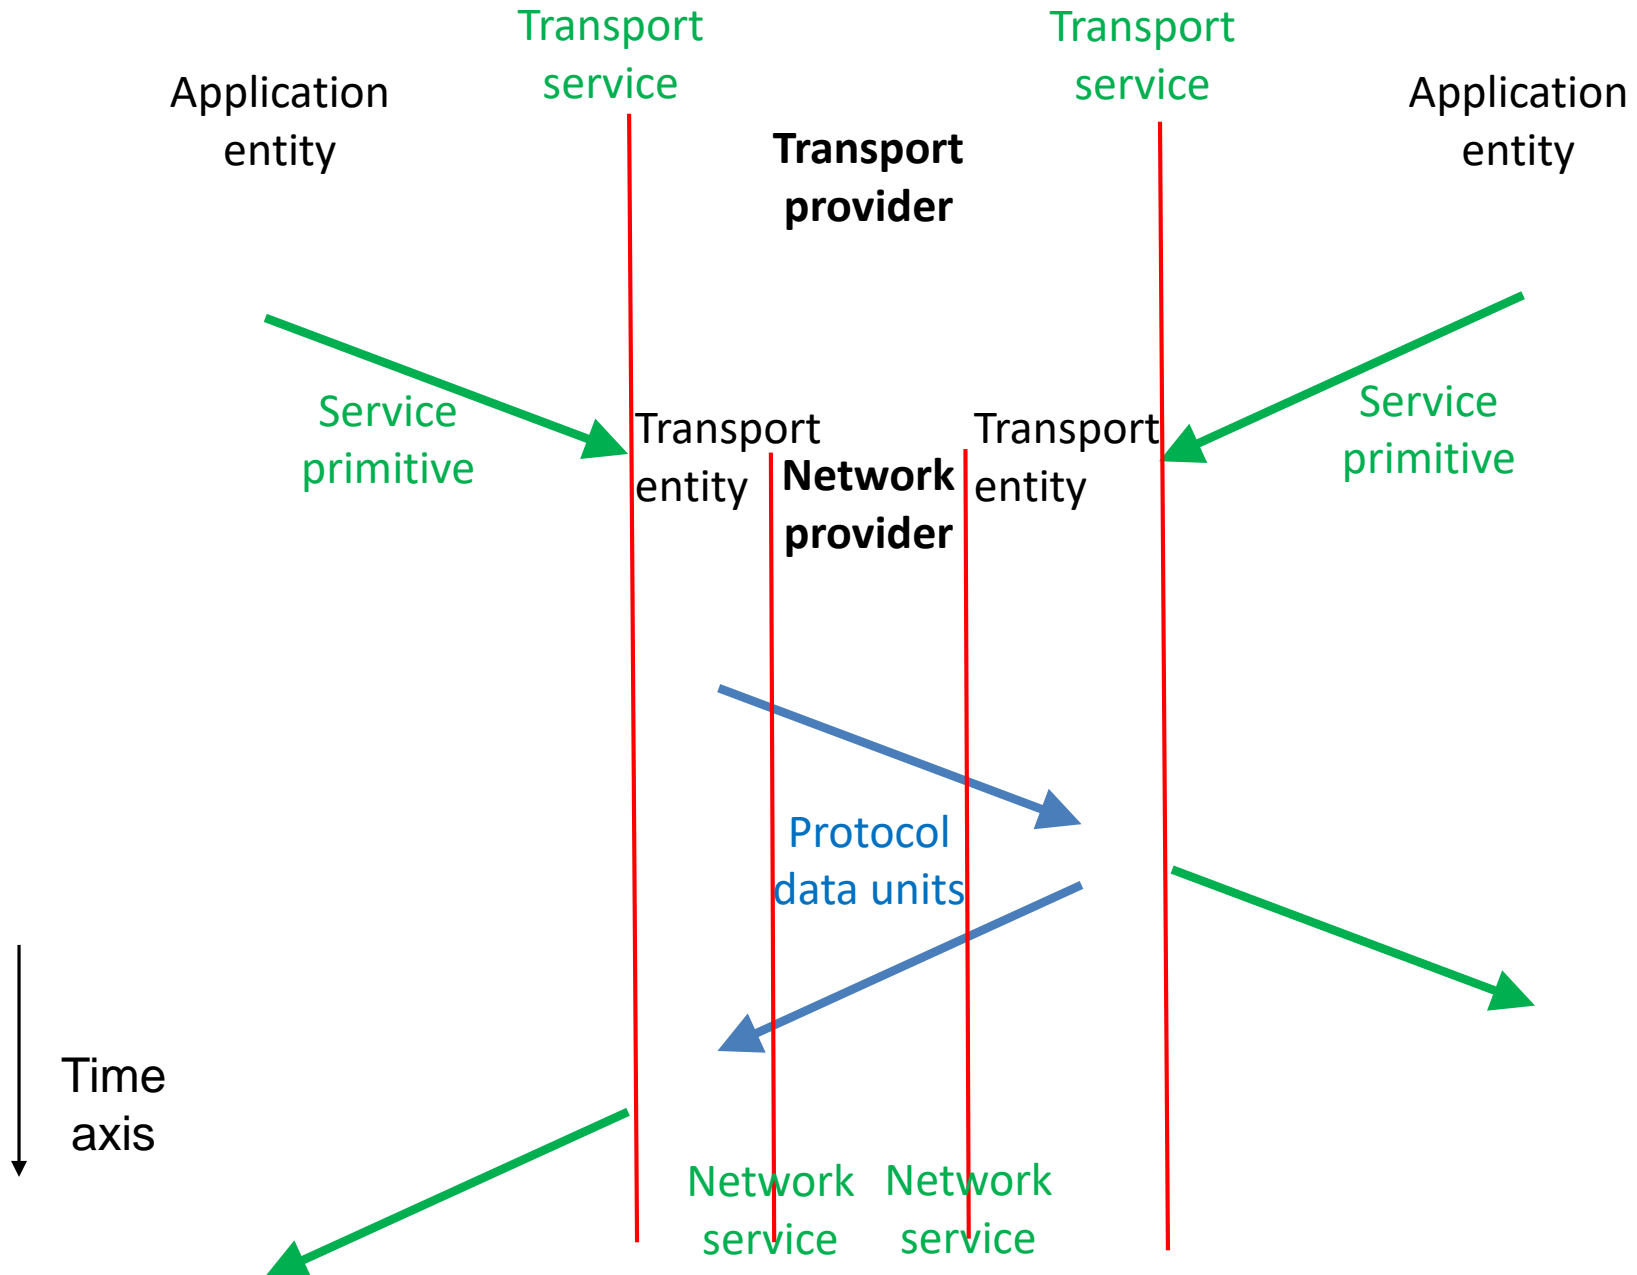 Transport
service
Transport
service
Application
entity
Application
entity
Transport
provider
Service
primitive
Service
primitive
Transport
entity
Network
provider
Transport
entity
Protocol
data units
Time
axis
Network
service
Network
service